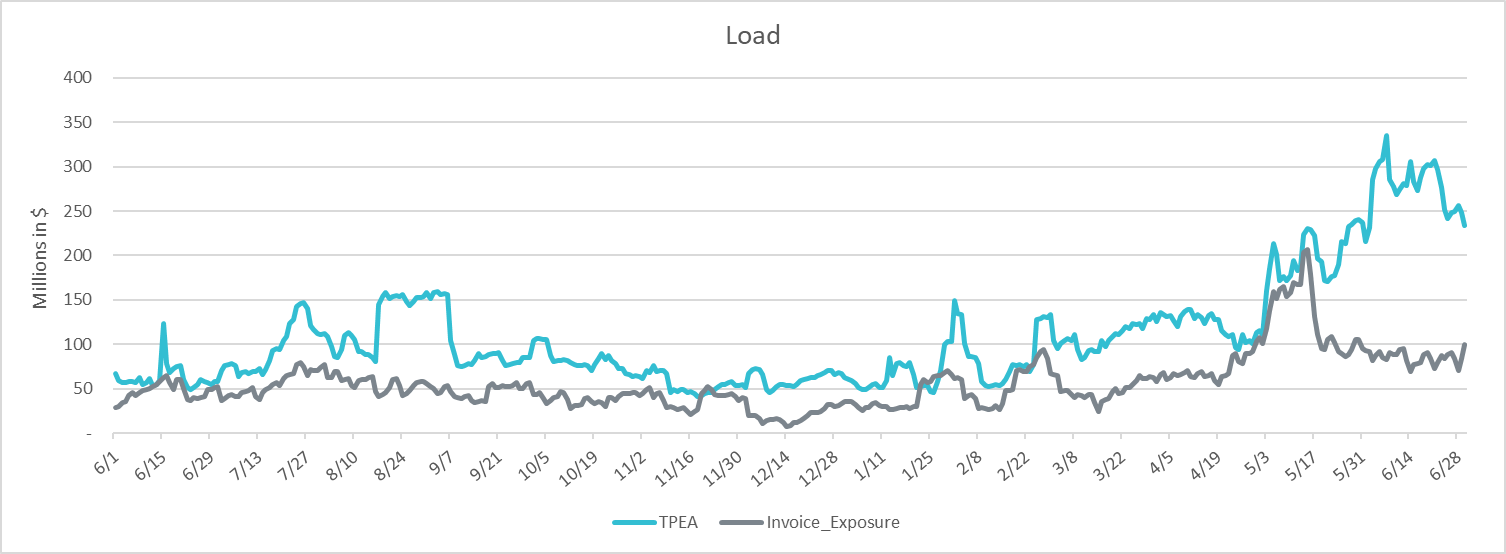 Load
Millions in $
400
350
300
250
200
150
100
50
-
6/1 6/15 6/29 7/13 7/27 8/10 8/24 9/7 9/21 10/5 10/19 11/2 11/16 11/30 12/14 12/28 1/11 1/25 2/8 2/22 3/8 3/22 4/5 4/19 5/3 5/17 5/31 6/14 6/28
TPEA Invoice_Exposure